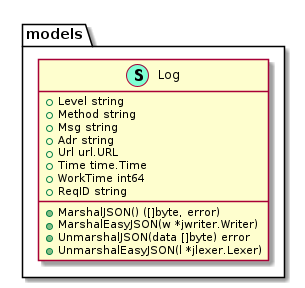 models
S Log
Level string
Method string
Msg string
Adr string
Url url.URL
Time time.Time
WorkTime int64
ReqID string
MarshalJSON() ([]byte, error)
MarshalEasyJSON(w *jwriter.Writer)
UnmarshalJSON(data []byte) error
UnmarshalEasyJSON(l *jlexer.Lexer)